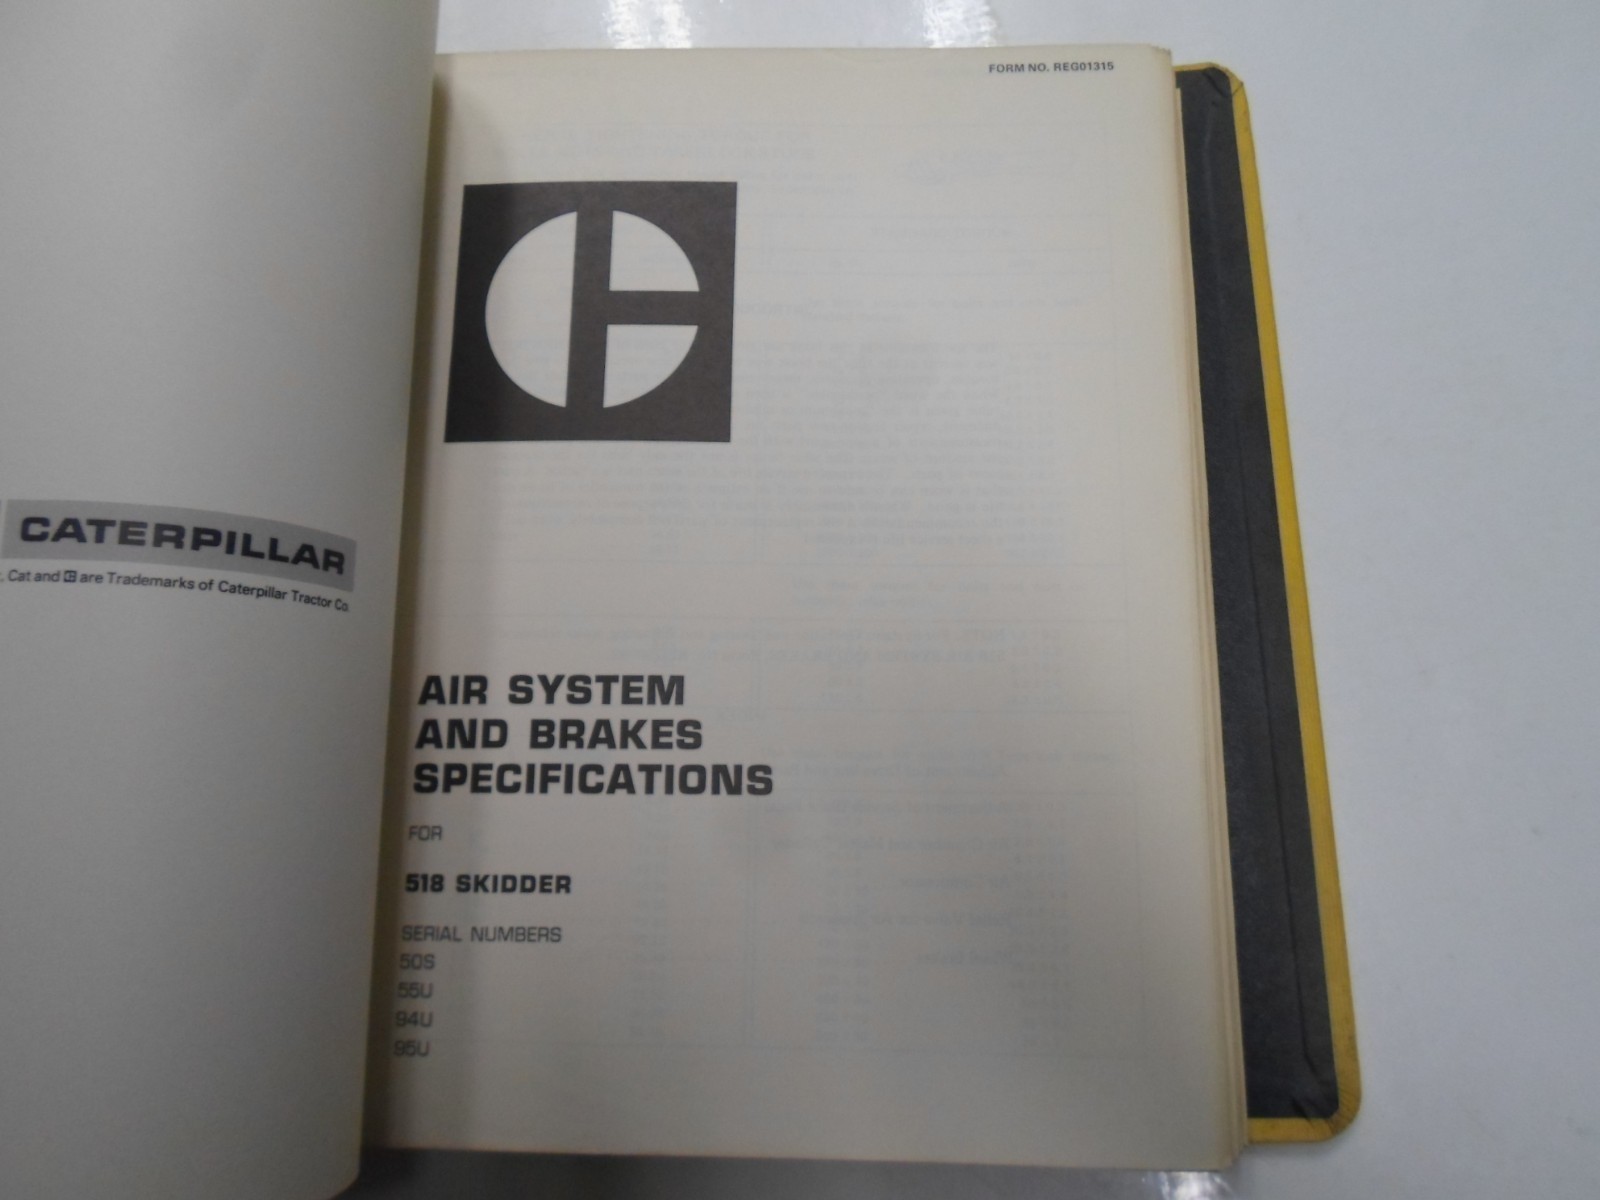 CATERPILLAR
, Cat and are Trademarks of Caterpillar Tractor Co.
FORM NO. REG01315
AIR SYSTEM
AND BRAKES
SPECIFICATIONS
FOR
518 SKIDDER
SERIAL NUMBERS
50S
55U
94U
95U